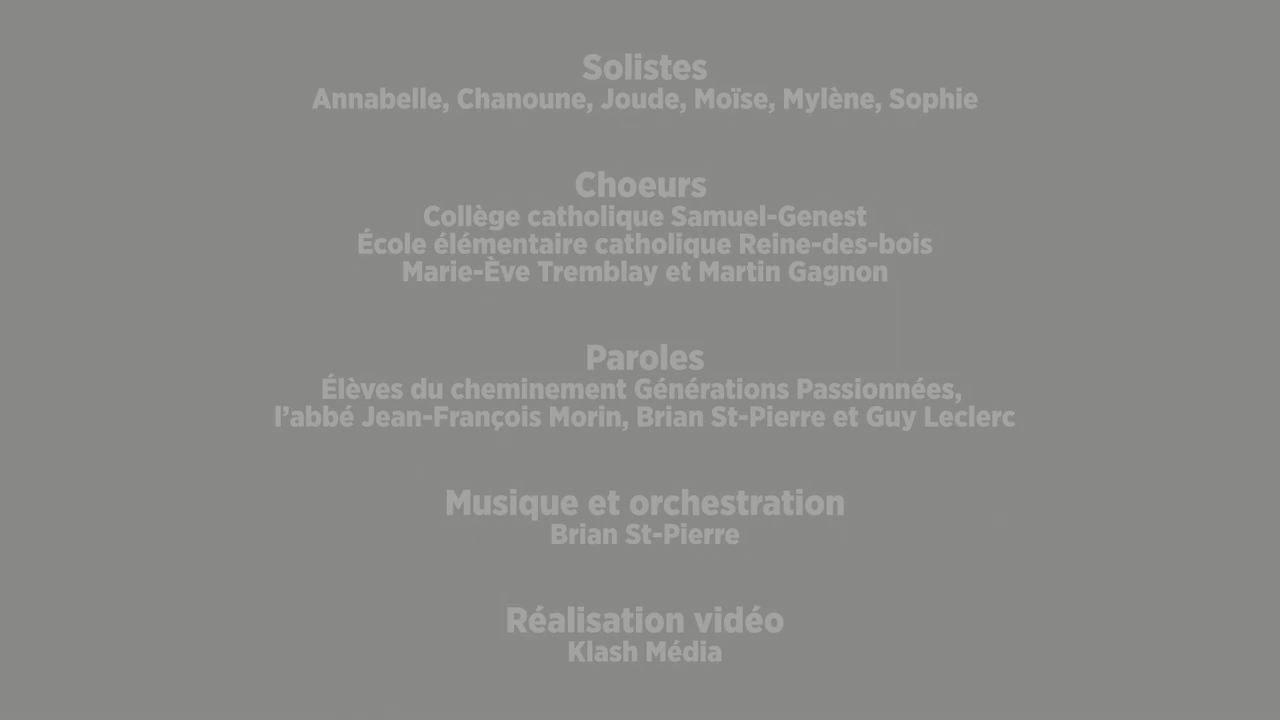 Solistes
Annabelle, Chanoune, Joude, Moïse, Mylène, Sophie
Choeurs
Collège catholique Samuel-Genest
École élémentaire catholique Reine-des-bois
Marie-Ève Tremblay et Martin Gagnon
Paroles
Élèves du cheminement Générations Passionnées,
l’abbé Jean-François Morin, Brian St-Pierre et Guy Leclerc
Musique et orchestration
Brian St-Pierre
Réalisation vidéo
Klash Média